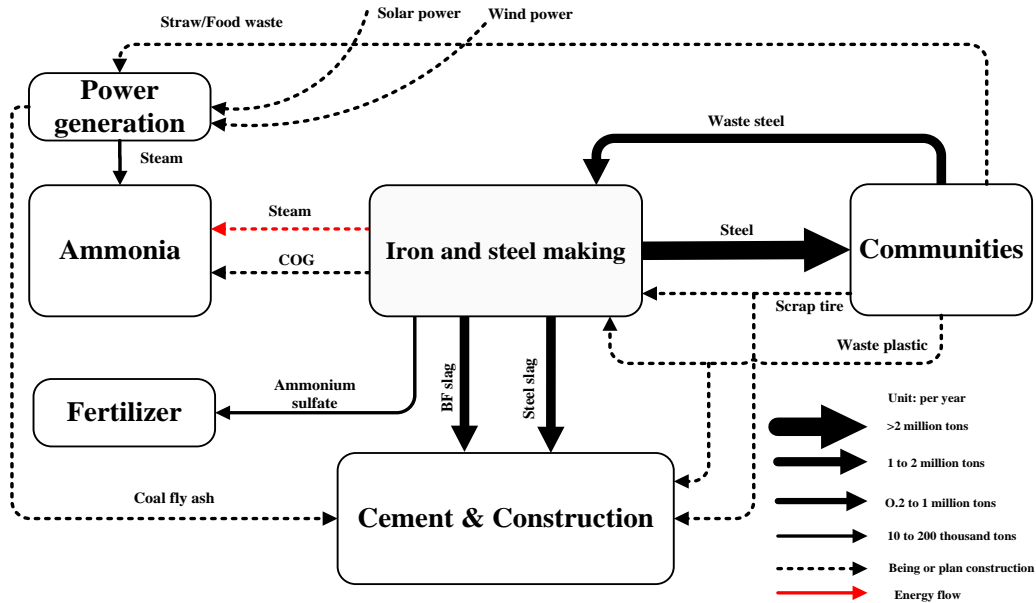 Straw/Food waste
Solar power
Wind power
Power
generation
Waste steel
Steam
Ammonia
Steam
COG
Iron and steel making
Steel
Communities
Scrap tire
Waste plastic
Fertilizer
Ammonium
sulfate
BF slag
Steel slag
Coal fly ash
Cement & Construction
Unit: per year
>2 million tons
1 to 2 million tons
O.2 to 1 million tons
10 to 200 thousand tons
Being or plan construction
Energy flow